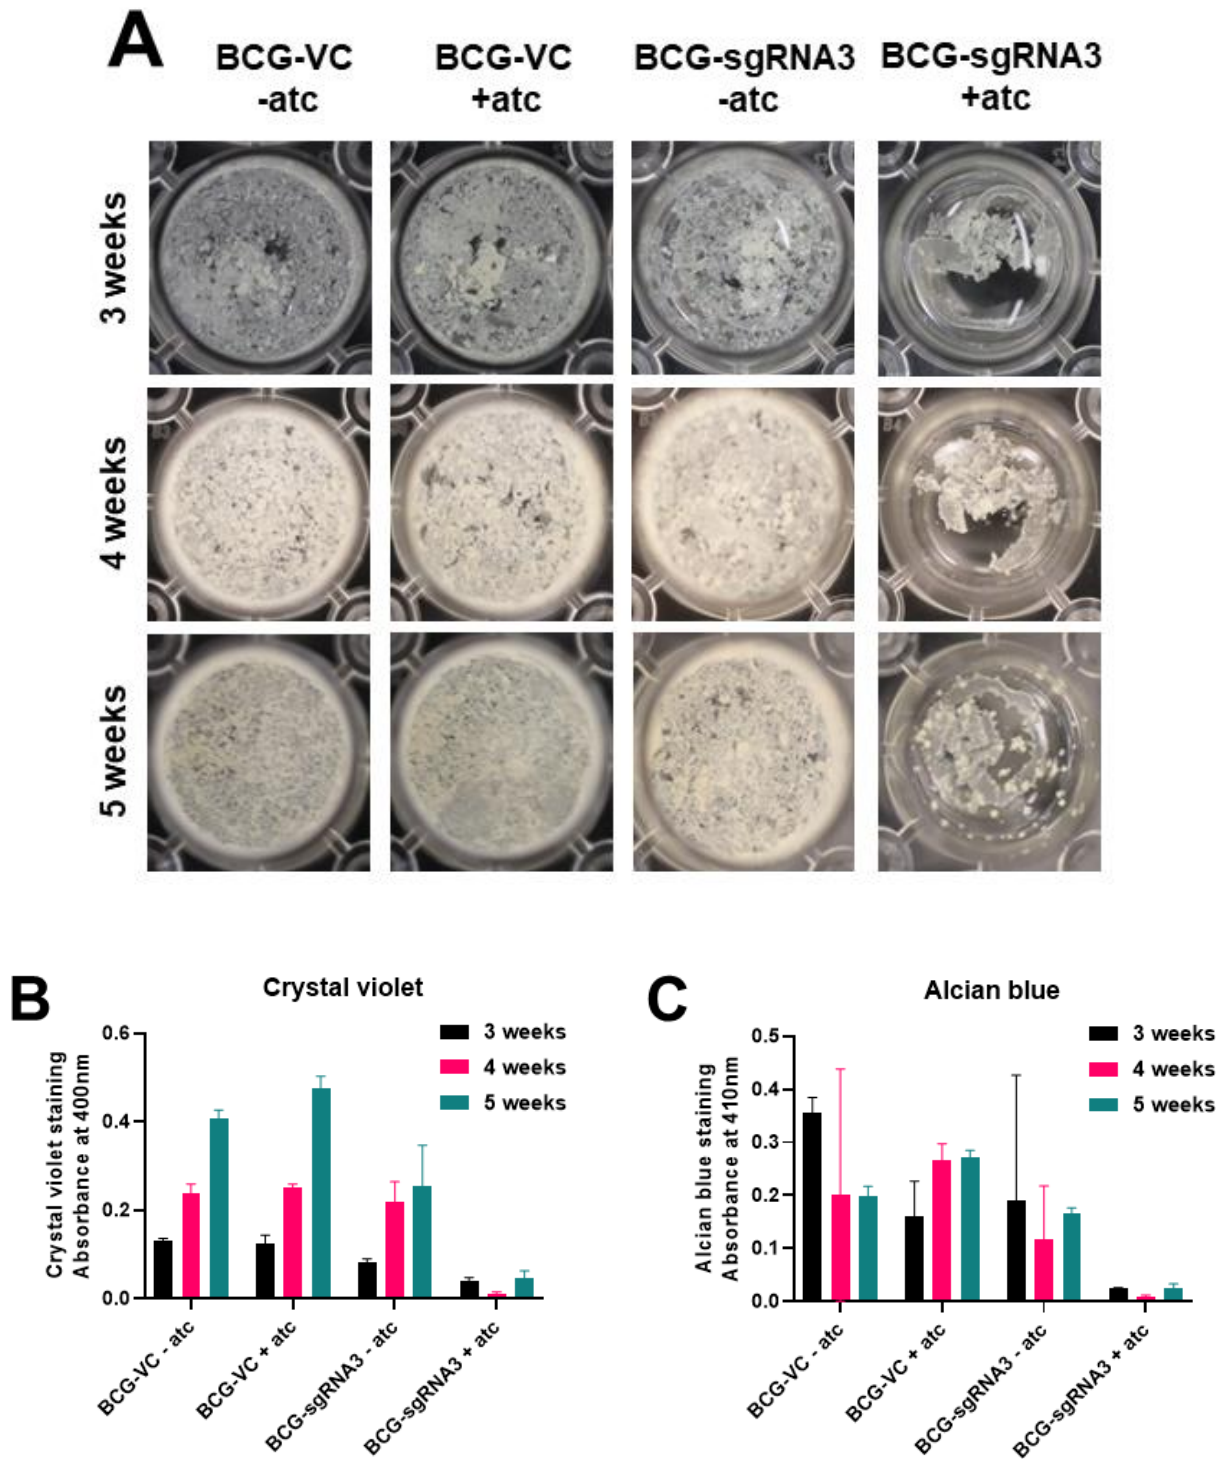 A
BCG-VC
-atc
BCG-VC
+atc
BCG-sgRNA3
-atc
BCG-sgRNA3
+atc
3 weeks
4 weeks
5 weeks
B
Crystal violet
Crystal violet staining
Absorbance at 400nm
0.6
0.4
0.2
0.0
3 weeks
4 weeks
5 weeks
BCG-VC - atc
BCG-VC + atc
BCG-sgRNA3 - atc
BCG-sgRNA3 + atc
C
Alcian blue
Alcian blue staining
Absorbance at 410nm
0.5
0.4
0.3
0.2
0.1
0.0
3 weeks
4 weeks
5 weeks
BCG-VC - atc
BCG-VC + atc
BCG-sgRNA3 - atc
BCG-sgRNA3 + atc